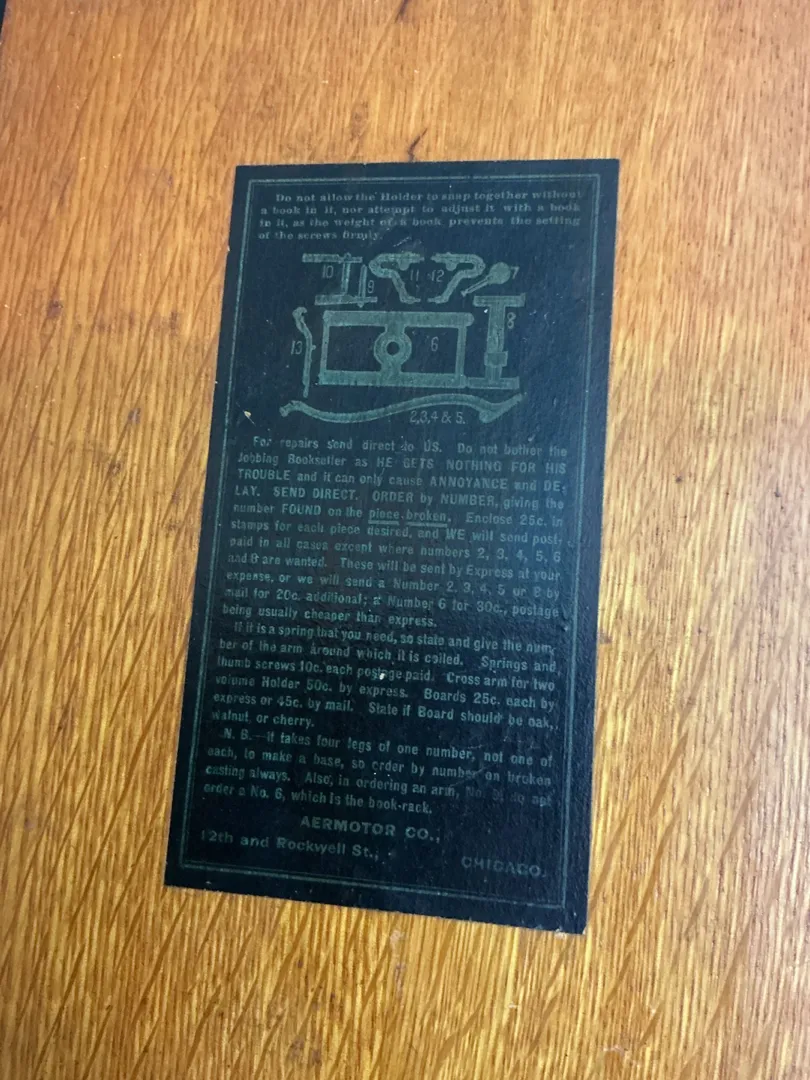 Do not allow the Holder to snap together without
a book in it, nor attempt to adjust it with a book
in it, as the weight of a book prevents the setting
of the screws firmly.
10 9 11 12 7
8
13 6
2,3,4 & 5.
For repairs send direct to US. Do not bother the
Jobbing Bookseller as HE GETS NOTHING FOR HIS
TROUBLE and it can only cause ANNOYANCE and DE-
LAY. SEND DIRECT. ORDER by NUMBER, giving the
number FOUND on the piece broken. Enclose 25c. in
stamps for each piece desired, and WE will send post-
paid in all cases except where numbers 2, 3, 4, 5, 6
and 8 are wanted. These will be sent by Express at your
expense, or we will send a Number 2, 3, 4, 5 or 8 by
mail for 20c. additional; a Number 6 for 30c., postage
being usually cheaper than express.
If it is a spring that you need, so state and give the num-
ber of the arm around which it is coiled. Springs and
thumb screws 10c. each postage paid. Cross arm for two
volume Holder 50c. by express. Boards 25c. each by
express or 45c. by mail. State if Board should be oak,
walnut or cherry.
N. B.—It takes four legs of one number, not one of
each, to make a base, so order by number on broken
casting always. Also, in ordering an arm, do not
order a No. 6, which is the book-rack.
AERMOTOR CO.,
12th and Rockwell St.,
CHICAGO.